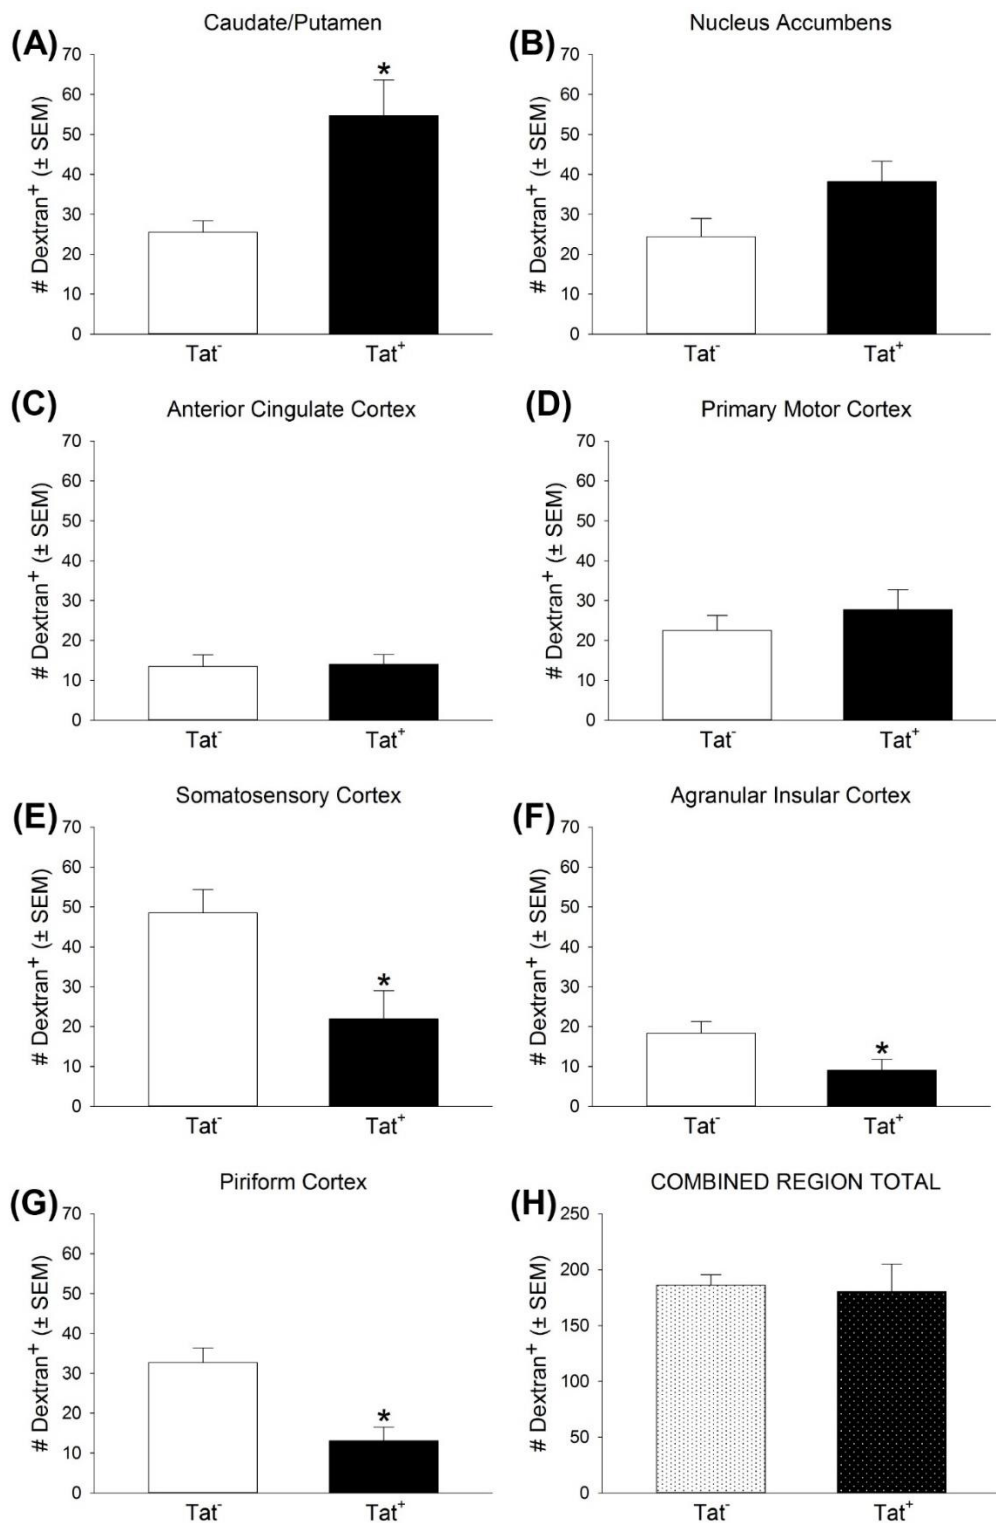 (A) Caudate/Putamen
# Dextran⁺ (± SEM)
70
60
50
40
30
20
10
0
*
Tat⁻ Tat⁺
(B) Nucleus Accumbens
# Dextran⁺ (± SEM)
70
60
50
40
30
20
10
0
Tat⁻ Tat⁺
(C) Anterior Cingulate Cortex
# Dextran⁺ (± SEM)
70
60
50
40
30
20
10
0
Tat⁻ Tat⁺
(D) Primary Motor Cortex
# Dextran⁺ (± SEM)
70
60
50
40
30
20
10
0
Tat⁻ Tat⁺
(E) Somatosensory Cortex
# Dextran⁺ (± SEM)
70
60
50
40
30
20
10
0
*
Tat⁻ Tat⁺
(F) Agranular Insular Cortex
# Dextran⁺ (± SEM)
70
60
50
40
30
20
10
0
*
Tat⁻ Tat⁺
(G) Piriform Cortex
# Dextran⁺ (± SEM)
70
60
50
40
30
20
10
0
*
Tat⁻ Tat⁺
(H) COMBINED REGION TOTAL
# Dextran⁺ (± SEM)
250
200
150
100
50
0
Tat⁻ Tat⁺